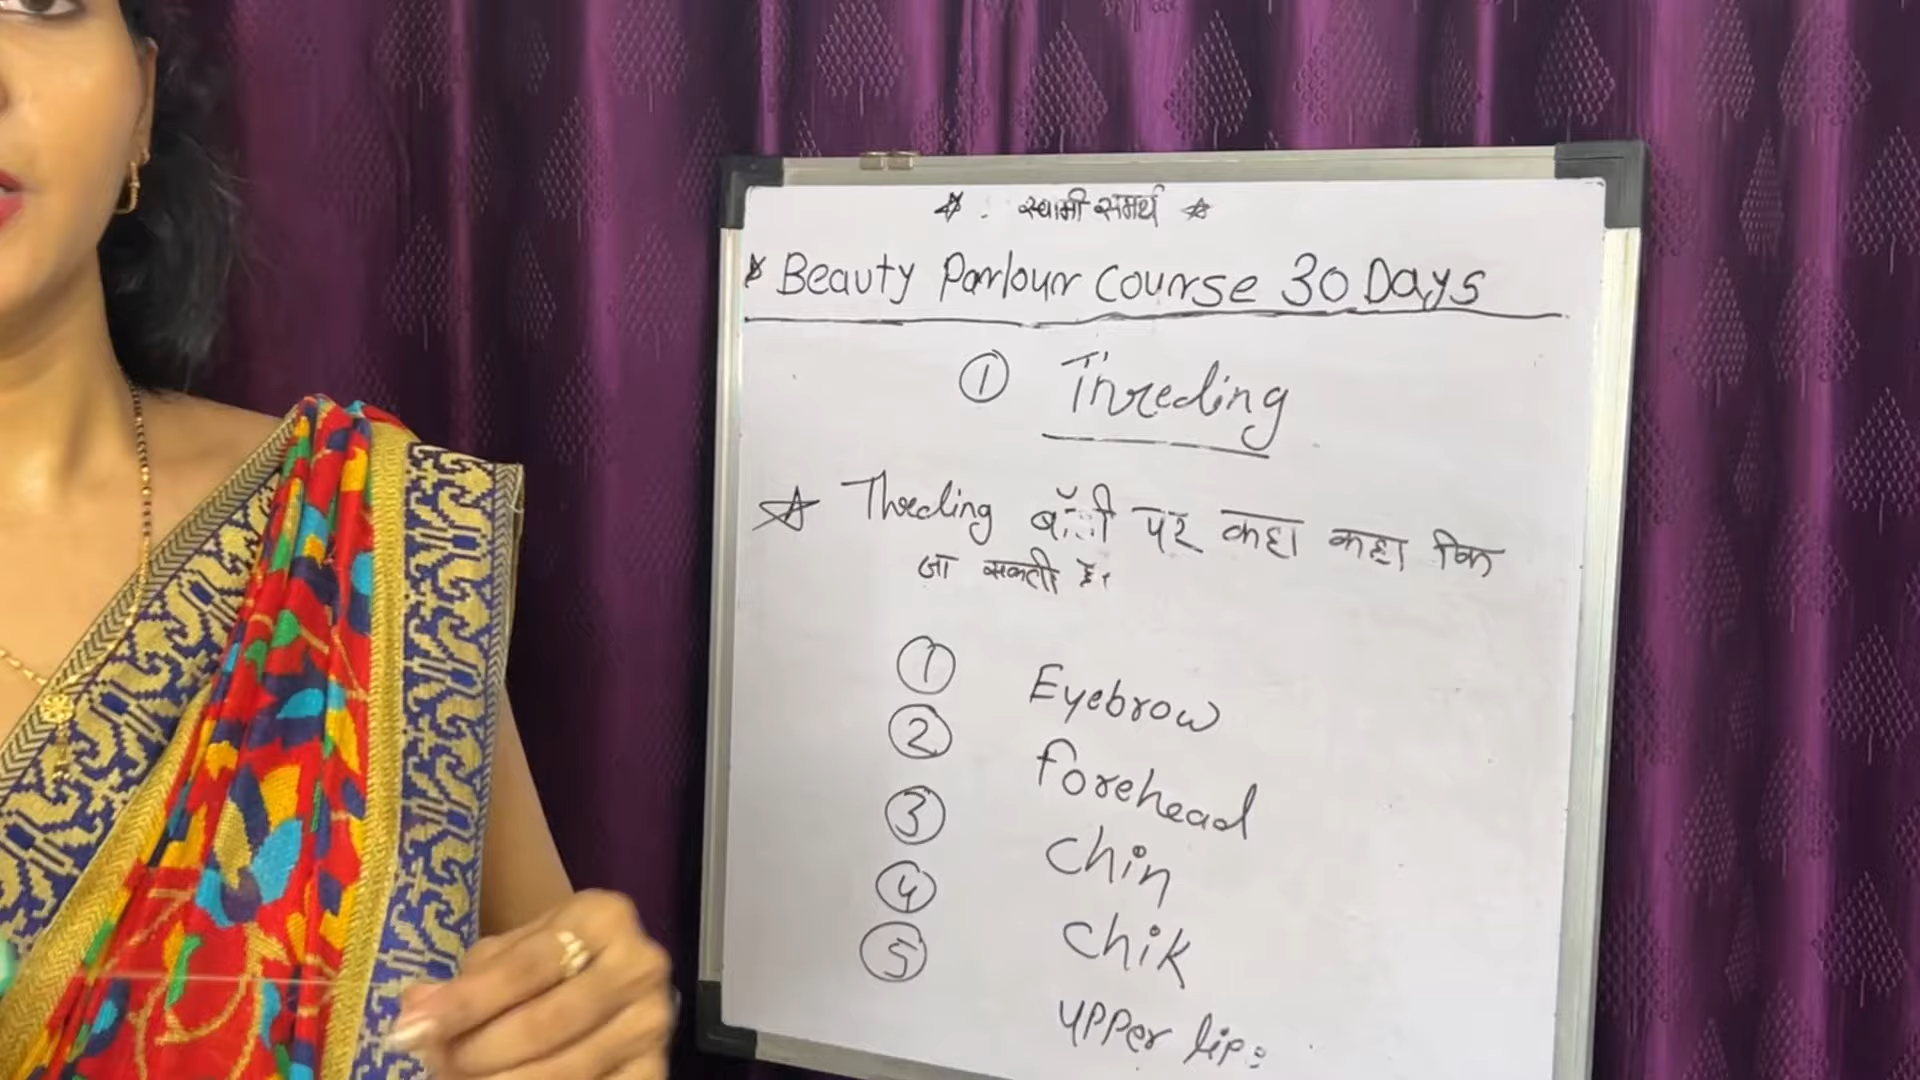 ☆ . स्वामी समर्थ ☆
* Beauty Parlour Course 30 Days
① Threding
☆ Threding बॉडी पर कहा कहा कि
जा सकती है।
① Eyebrow
② forehead
③ Chin
④ chik
⑤ upper lip: